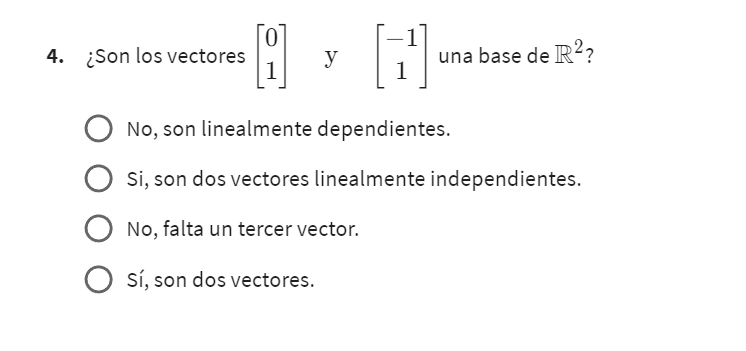 4. ¿Son los vectores [0 1] y [−1 1] una base de ℝ²?
No, son linealmente dependientes.
Si, son dos vectores linealmente independientes.
No, falta un tercer vector.
Sí, son dos vectores.